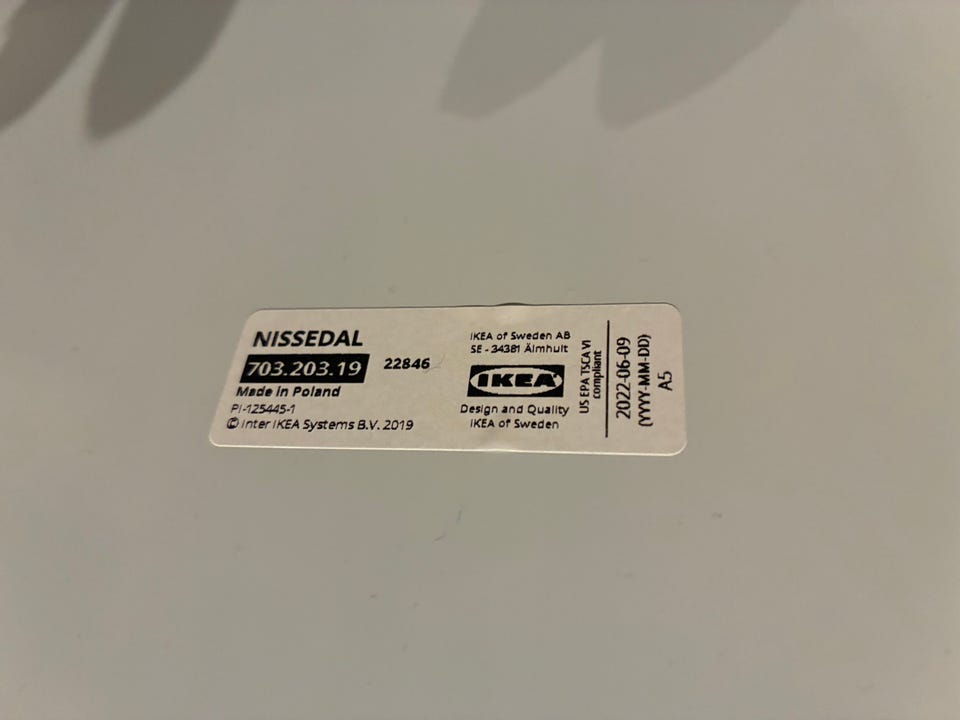 NISSEDAL
703.203.19 22846
Made in Poland
PI-125445-1
© Inter IKEA Systems B.V. 2019
IKEA of Sweden AB
SE - 34381 Älmhult
IKEA
Design and Quality
IKEA of Sweden
US EPA TSCA VI
compliant
2022-06-09
(YYYY-MM-DD)
A5